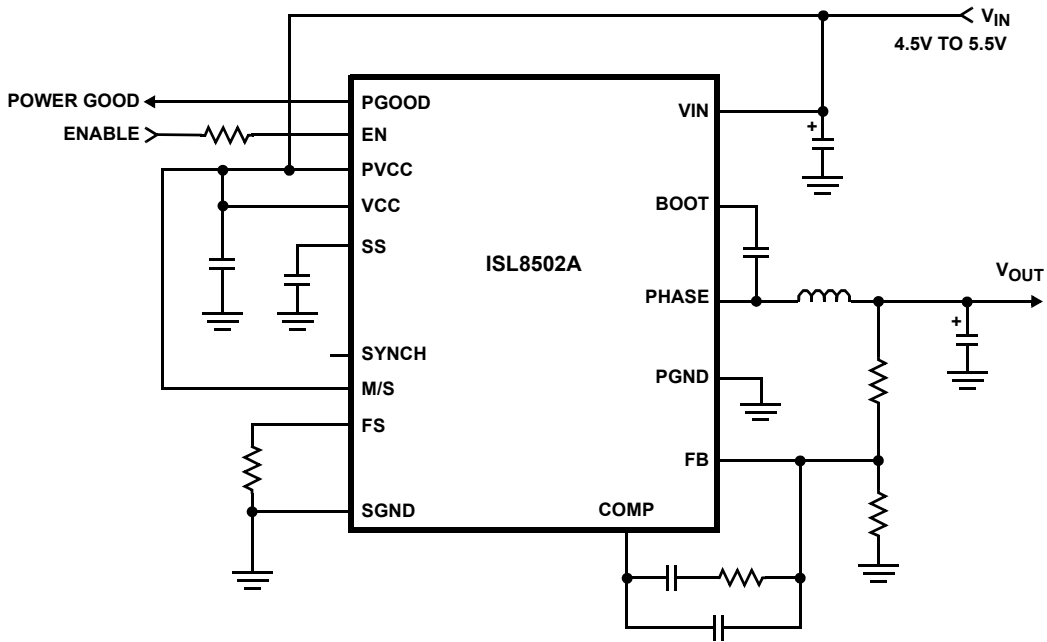 V_IN
4.5V TO 5.5V
POWER GOOD
PGOOD
VIN
ENABLE
EN
+
PVCC
VCC
BOOT
SS
ISL8502A
V_OUT
PHASE
+
SYNCH
M/S
PGND
FS
FB
SGND
COMP